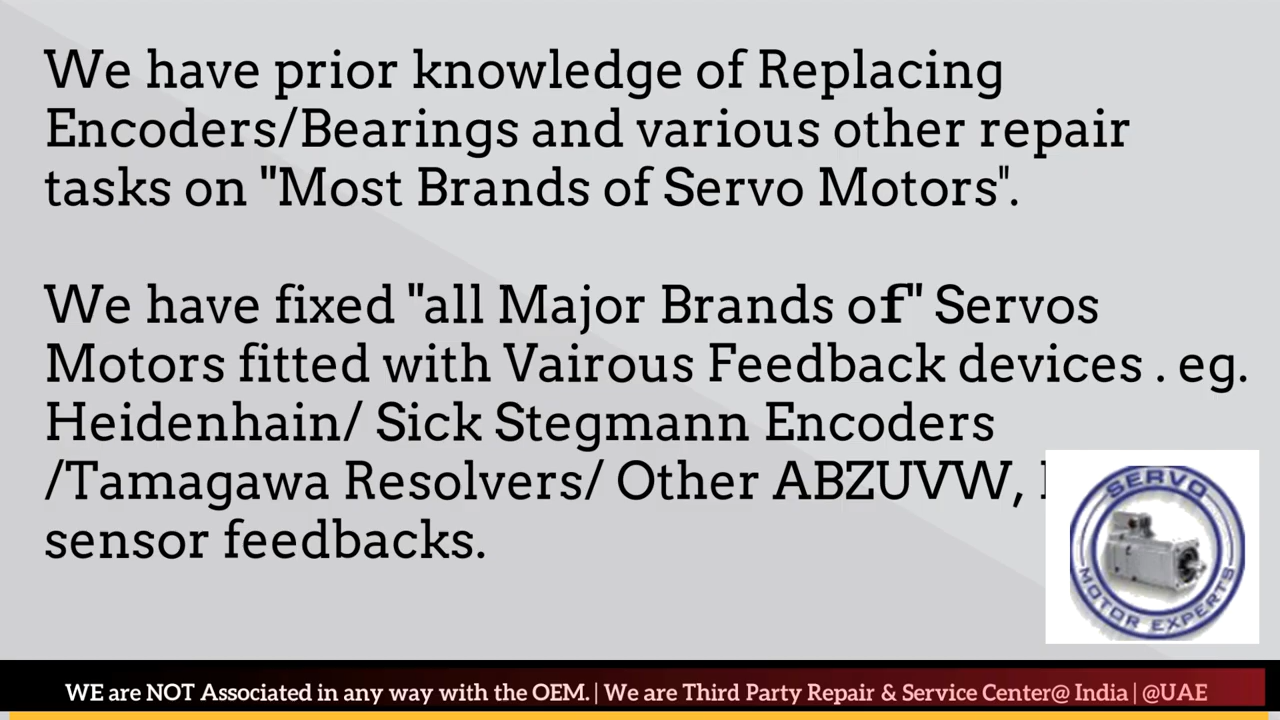 We have prior knowledge of Replacing
Encoders/Bearings and various other repair
tasks on "Most Brands of Servo Motors".
We have fixed "all Major Brands of" Servos
Motors fitted with Vairous Feedback devices . eg.
Heidenhain/ Sick Stegmann Encoders
/Tamagawa Resolvers/ Other ABZUVW,
sensor feedbacks.
SERVO
MOTOR EXPERTS
WE are NOT Associated in any way with the OEM. | We are Third Party Repair & Service Center@ India | @UAE